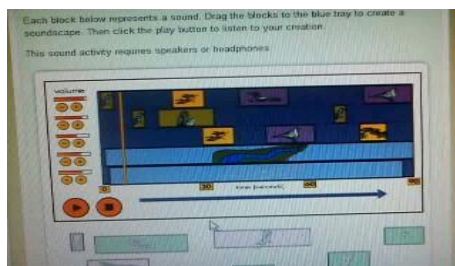 Each block below represents a sound. Drag the blocks to the blue tray to create a
soundscape. Then click the play button to listen to your creation.
This sound activity requires speakers or headphones
volume
0 30 time (seconds) 60 90